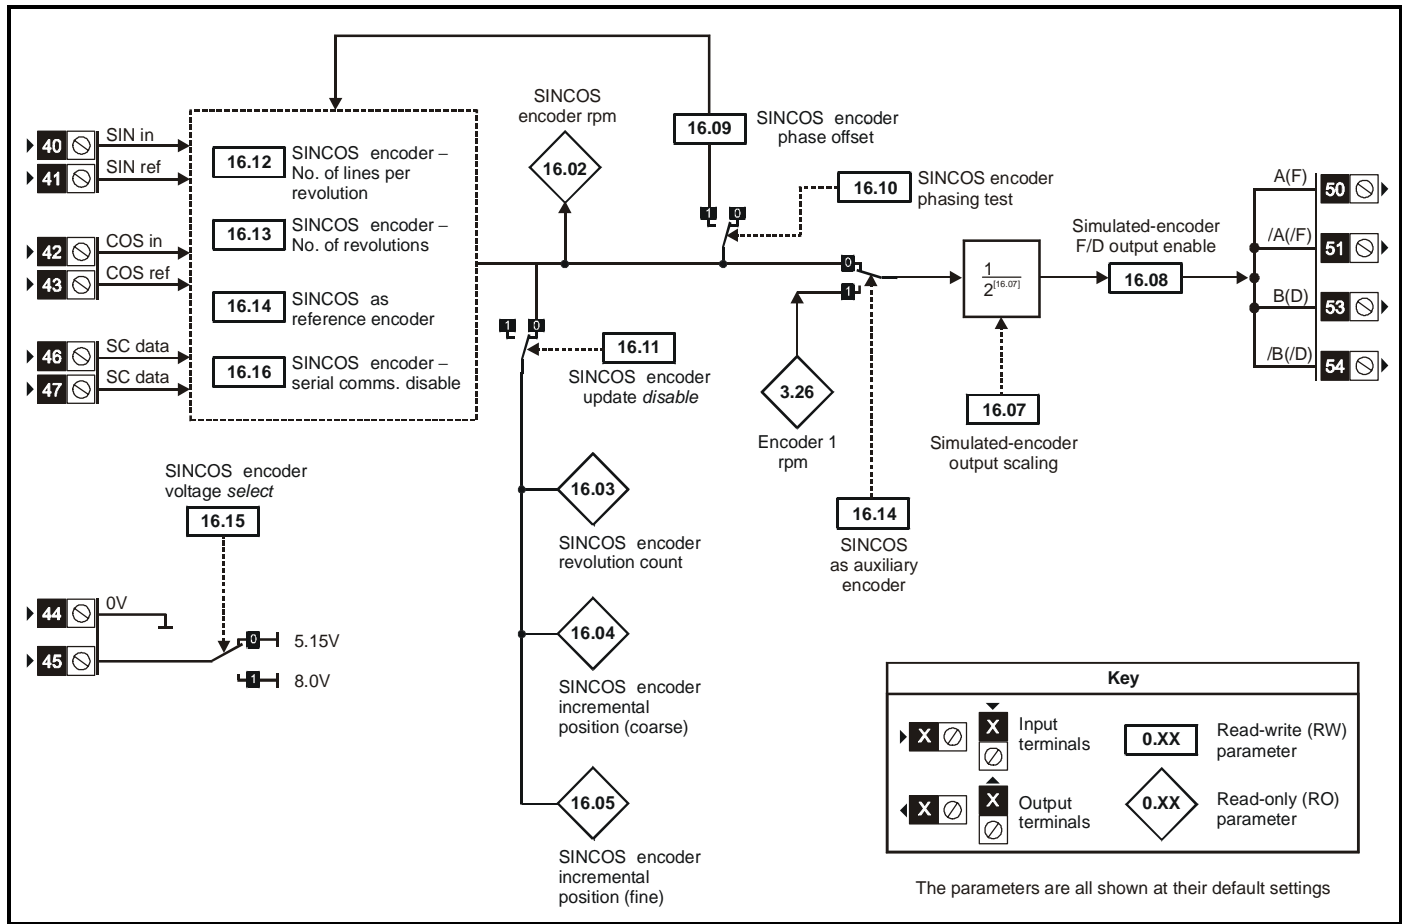 40
SIN in
41
SIN ref
42
COS in
43
COS ref
46
SC data
47
SC data
16.12
SINCOS encoder –
No. of lines per
revolution
16.13
SINCOS encoder –
No. of revolutions
16.14
SINCOS as
reference encoder
16.16
SINCOS encoder –
serial comms. disable
SINCOS
encoder rpm
16.02
16.09
SINCOS encoder
phase offset
1
0
16.10
SINCOS encoder
phasing test
1
0
16.11
SINCOS encoder
update disable
0
1
3.26
Encoder 1
rpm
1
2[16.07]
16.07
Simulated-encoder
output scaling
Simulated-encoder
F/D output enable
16.08
A(F)
50
/A(/F)
51
B(D)
53
/B(/D)
54
16.14
SINCOS
as auxiliary
encoder
16.03
SINCOS encoder
revolution count
16.04
SINCOS encoder
incremental
position (coarse)
16.05
SINCOS encoder
incremental
position (fine)
SINCOS encoder
voltage select
16.15
44
0V
45
0
5.15V
1
8.0V
Key
X
X
Input
terminals
0.XX
Read-write (RW)
parameter
X
X
Output
terminals
0.XX
Read-only (RO)
parameter
The parameters are all shown at their default settings